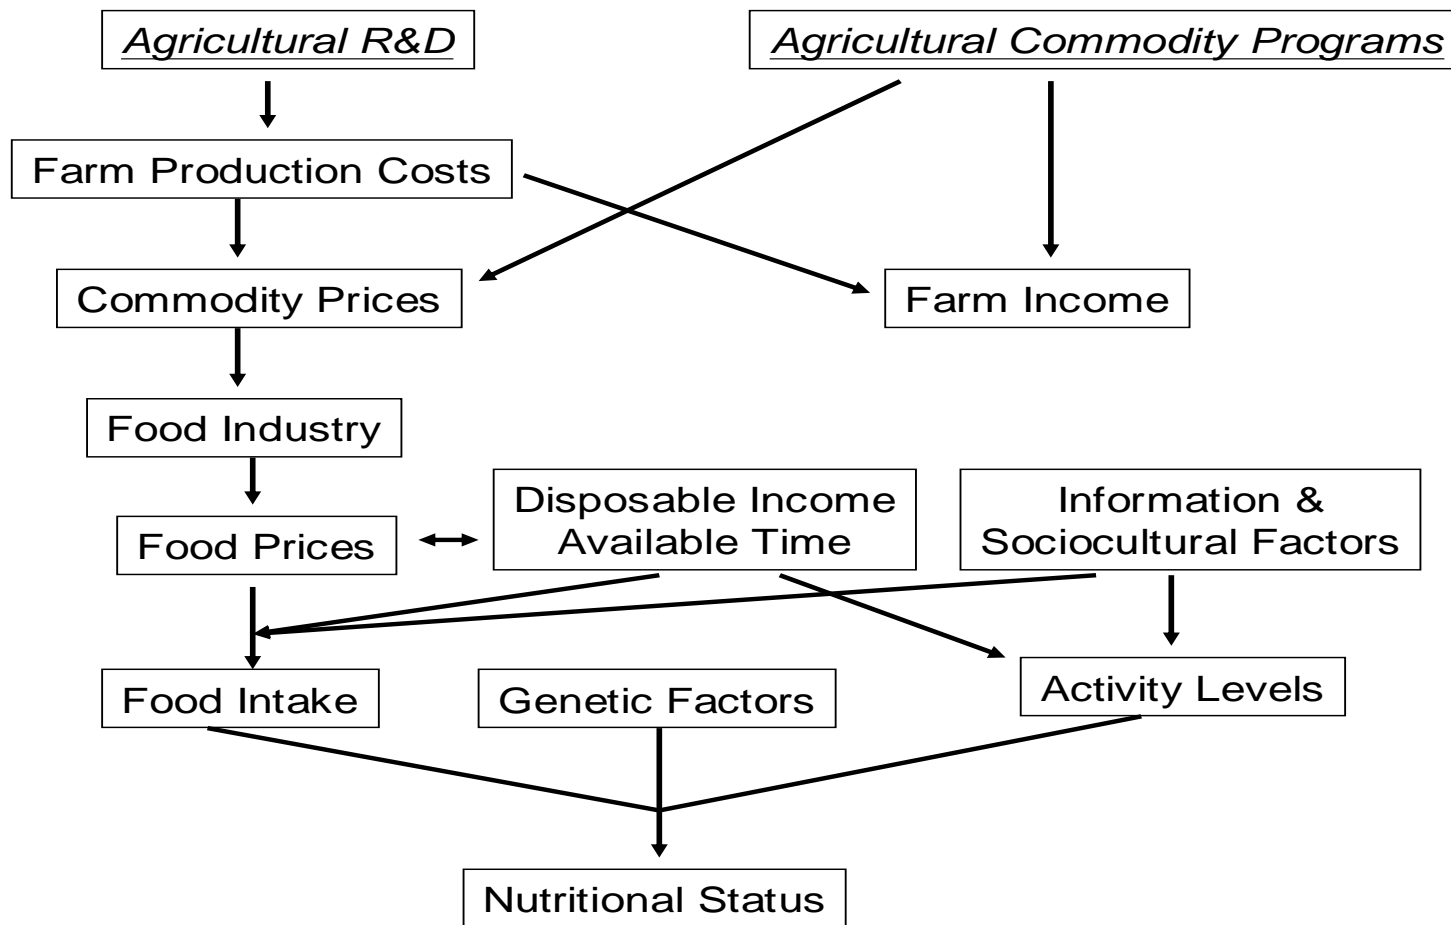 Agricultural R&D
Agricultural Commodity Programs
Farm Production Costs
Commodity Prices
Farm Income
Food Industry
Disposable Income
Available Time
Information &
Sociocultural Factors
Food Prices
Food Intake
Genetic Factors
Activity Levels
Nutritional Status